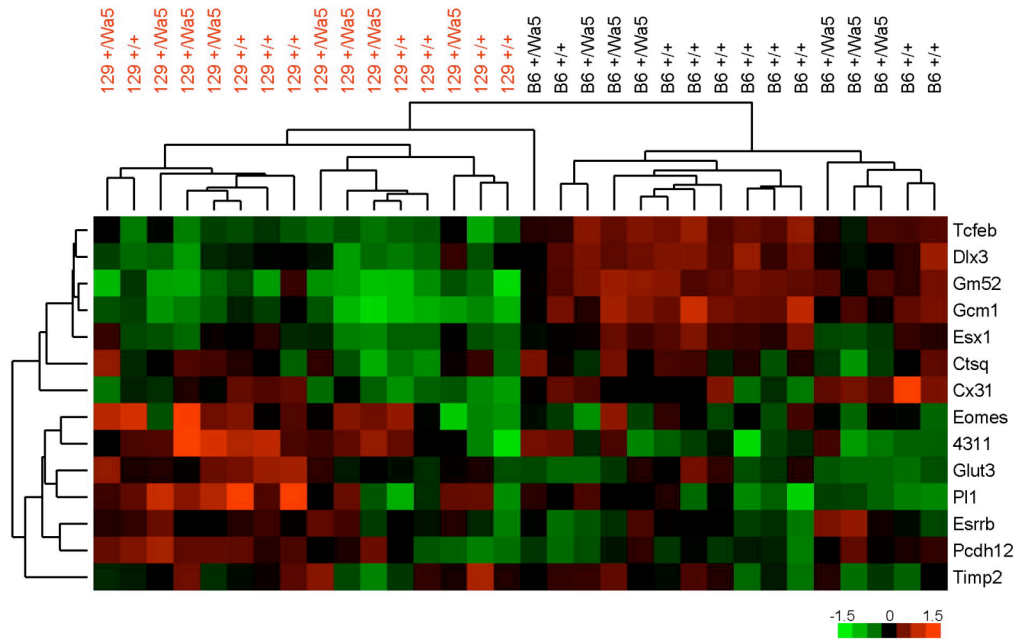 129 +/Wa5
129 +/+
129 +/Wa5
129 +/Wa5
129 +/Wa5
129 +/+
129 +/+
129 +/+
129 +/Wa5
129 +/Wa5
129 +/Wa5
129 +/+
129 +/+
129 +/Wa5
129 +/+
129 +/+
B6 +/Wa5
B6 +/+
B6 +/Wa5
B6 +/Wa5
B6 +/Wa5
B6 +/+
B6 +/+
B6 +/+
B6 +/+
B6 +/+
B6 +/+
B6 +/Wa5
B6 +/Wa5
B6 +/Wa5
B6 +/+
B6 +/+
Tcfeb
Dlx3
Gm52
Gcm1
Esx1
Ctsq
Cx31
Eomes
4311
Glut3
Pl1
Esrrb
Pcdh12
Timp2
-1.5 0 1.5